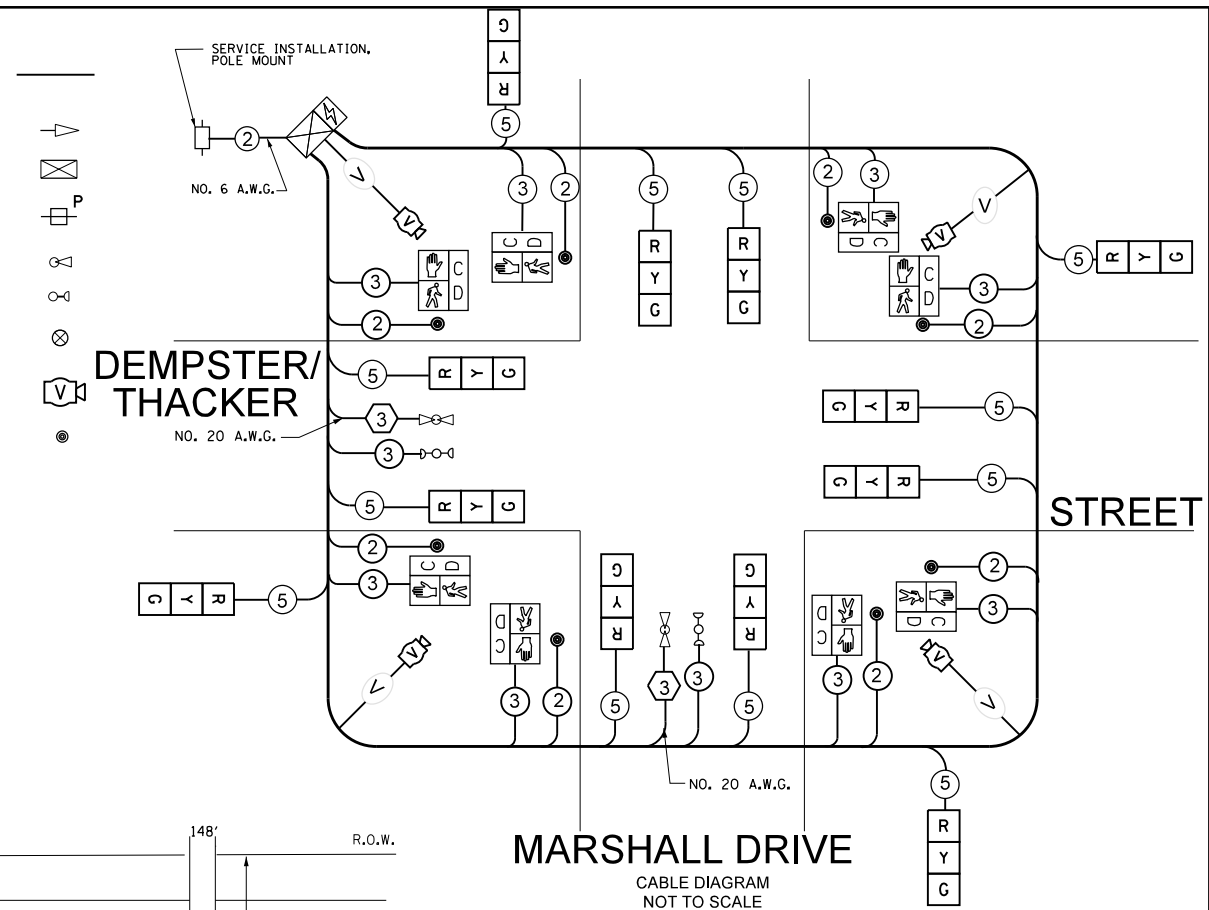 SERVICE INSTALLATION,
POLE MOUNT
G
Y
R
5
2
NO. 6 A.W.G.
P
V
V
V
3
2
5
5
2
3
V
V
C D
R
Y
G
R
Y
G
D C
5 R Y G
3
C
D
C
D
3
2
2
DEMPSTER/
THACKER
5 R Y G
3
NO. 20 A.W.G.
3
G Y R 5
G Y R 5
5 R Y G
STREET
2
3
C D
G Y R 5
2
3
D C
D
C
G
Y
R
G
Y
R
D
C
V
V
V
V
3
2
5
3
3
5
3
2
NO. 20 A.W.G.
5
R
Y
G
148'
R.O.W.
MARSHALL DRIVE
CABLE DIAGRAM
NOT TO SCALE